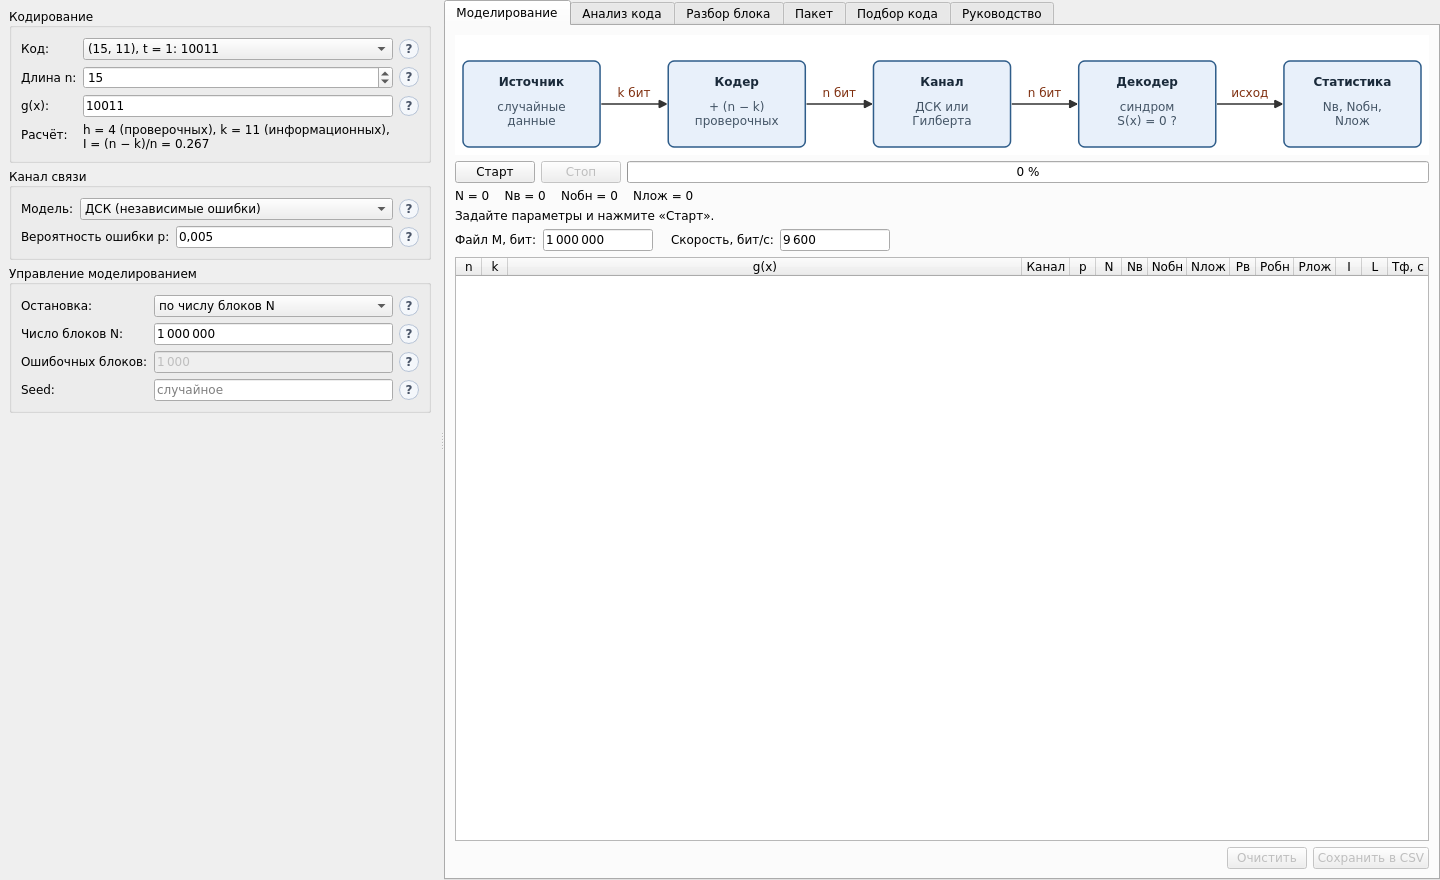 Кодирование
Код: (15, 11), t = 1: 10011 ?
Длина n: 15 ?
g(x): 10011 ?
Расчёт: h = 4 (проверочных), k = 11 (информационных),
I = (n − k)/n = 0.267
Канал связи
Модель: ДСК (независимые ошибки) ?
Вероятность ошибки p: 0,005 ?
Управление моделированием
Остановка: по числу блоков N ?
Число блоков N: 1 000 000 ?
Ошибочных блоков: 1 000 ?
Seed: случайное ?
Моделирование Анализ кода Разбор блока Пакет Подбор кода Руководство
Источник
случайные
данные
k бит
Кодер
+ (n − k)
проверочных
n бит
Канал
ДСК или
Гилберта
n бит
Декодер
синдром
S(x) = 0 ?
исход
Статистика
Nв, Nобн,
Nлож
Старт Стоп 0 %
N = 0 Nв = 0 Nобн = 0 Nлож = 0
Задайте параметры и нажмите «Старт».
Файл M, бит: 1 000 000 Скорость, бит/с: 9 600
n k g(x) Канал p N Nв Nобн Nлож Pв Pобн Pлож I L Tф, с
Очистить Сохранить в CSV